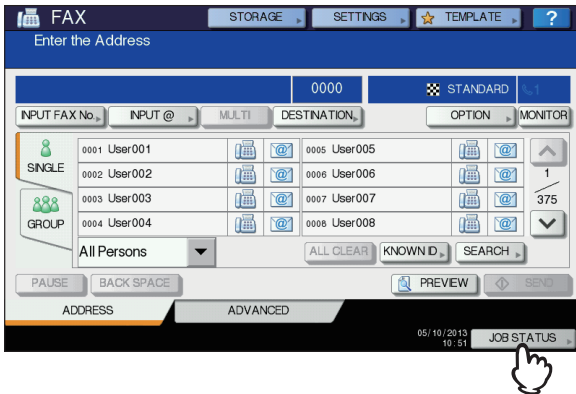 FAX STORAGE SETTINGS TEMPLATE ?
Enter the Address
0000 STANDARD 1
INPUT FAX No. INPUT @ MULTI DESTINATION OPTION MONITOR
SINGLE
GROUP
0001 User001 @ 0005 User005 @
0002 User002 @ 0006 User006 @
0003 User003 @ 0007 User007 @
0004 User004 @ 0008 User008 @
1
375
All Persons ALL CLEAR KNOWN ID SEARCH
PAUSE BACK SPACE PREVIEW SEND
ADDRESS ADVANCED
05/10/2013
10:51
JOB STATUS